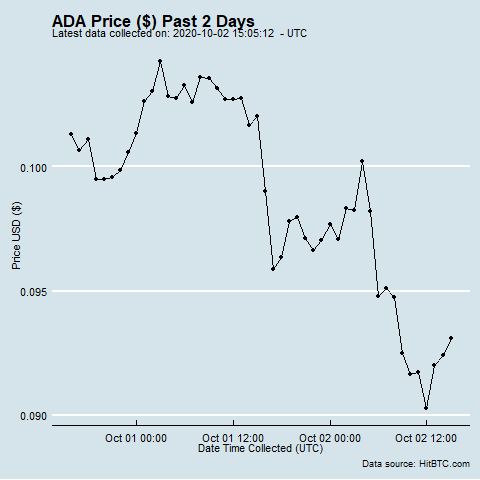 ADA Price ($) Past 2 Days
Latest data collected on: 2020-10-02 15:05:12  - UTC
Price USD ($)
0.100
0.095
0.090
Oct 01 00:00 Oct 01 12:00 Oct 02 00:00 Oct 02 12:00
Date Time Collected (UTC)
Data source: HitBTC.com